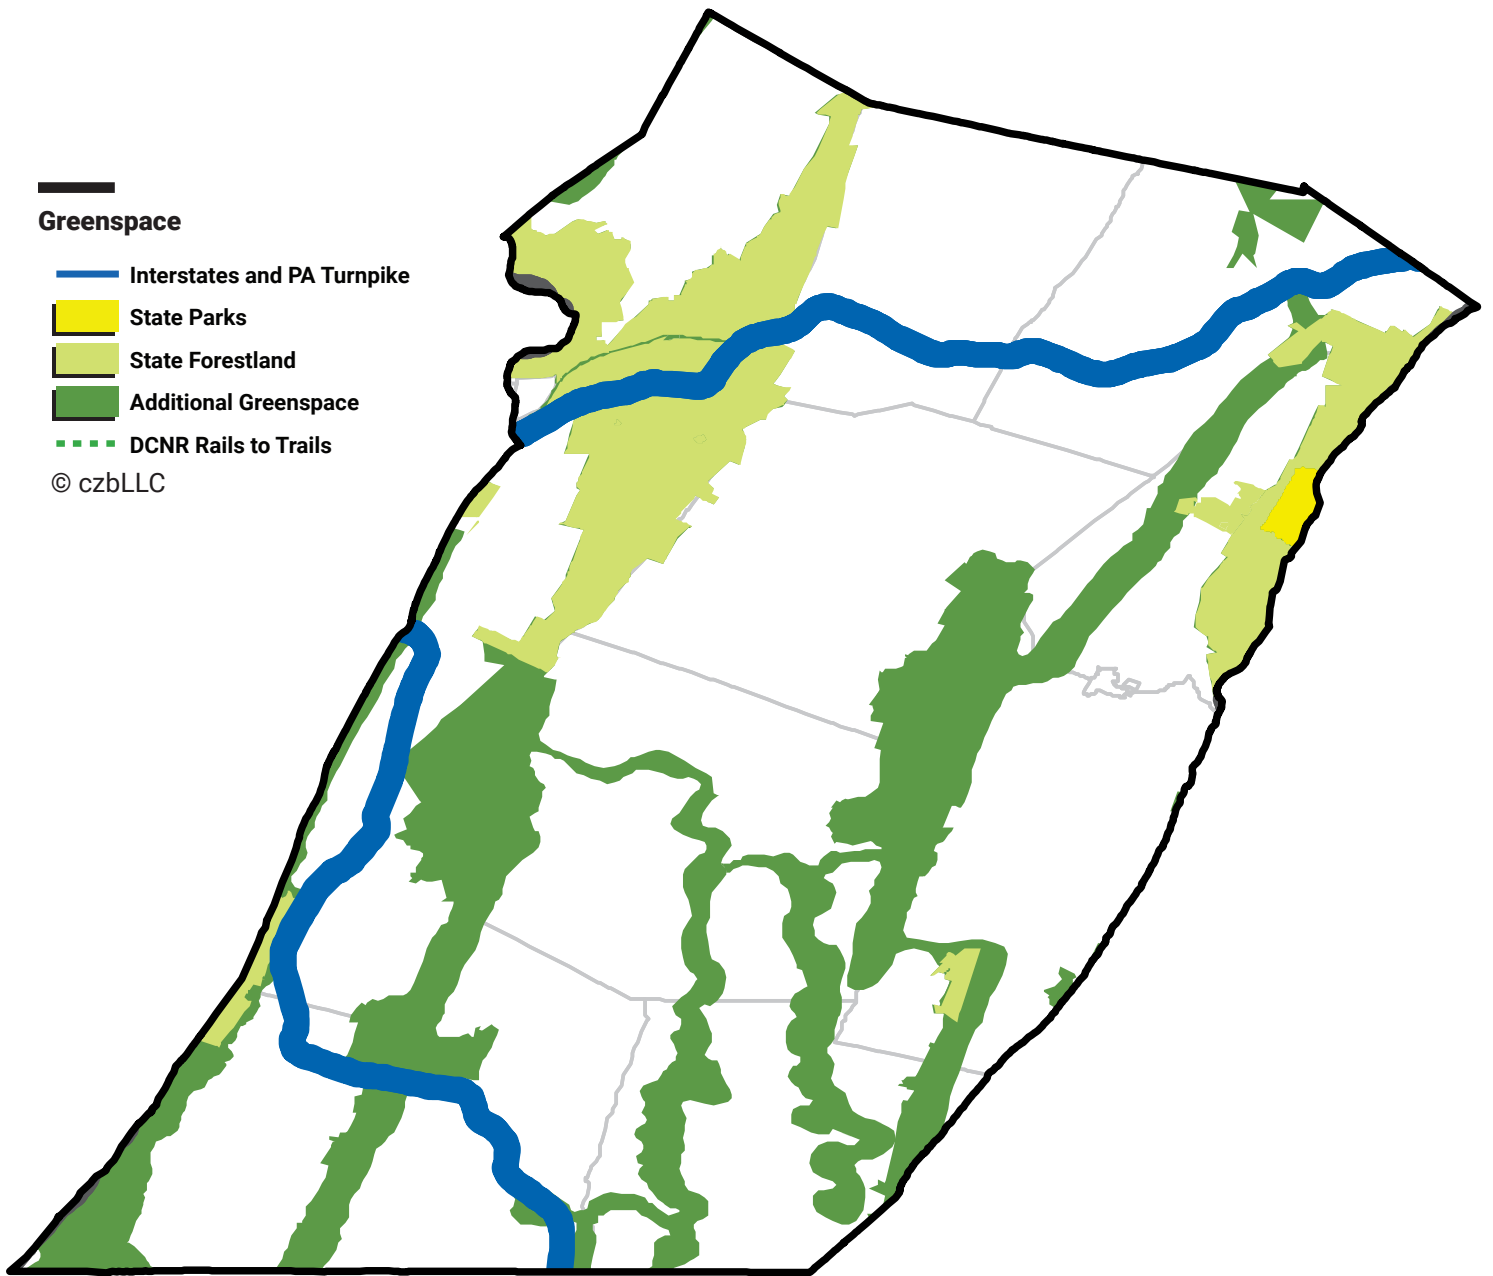 Greenspace
Interstates and PA Turnpike
State Parks
State Forestland
Additional Greenspace
DCNR Rails to Trails
© czbLLC